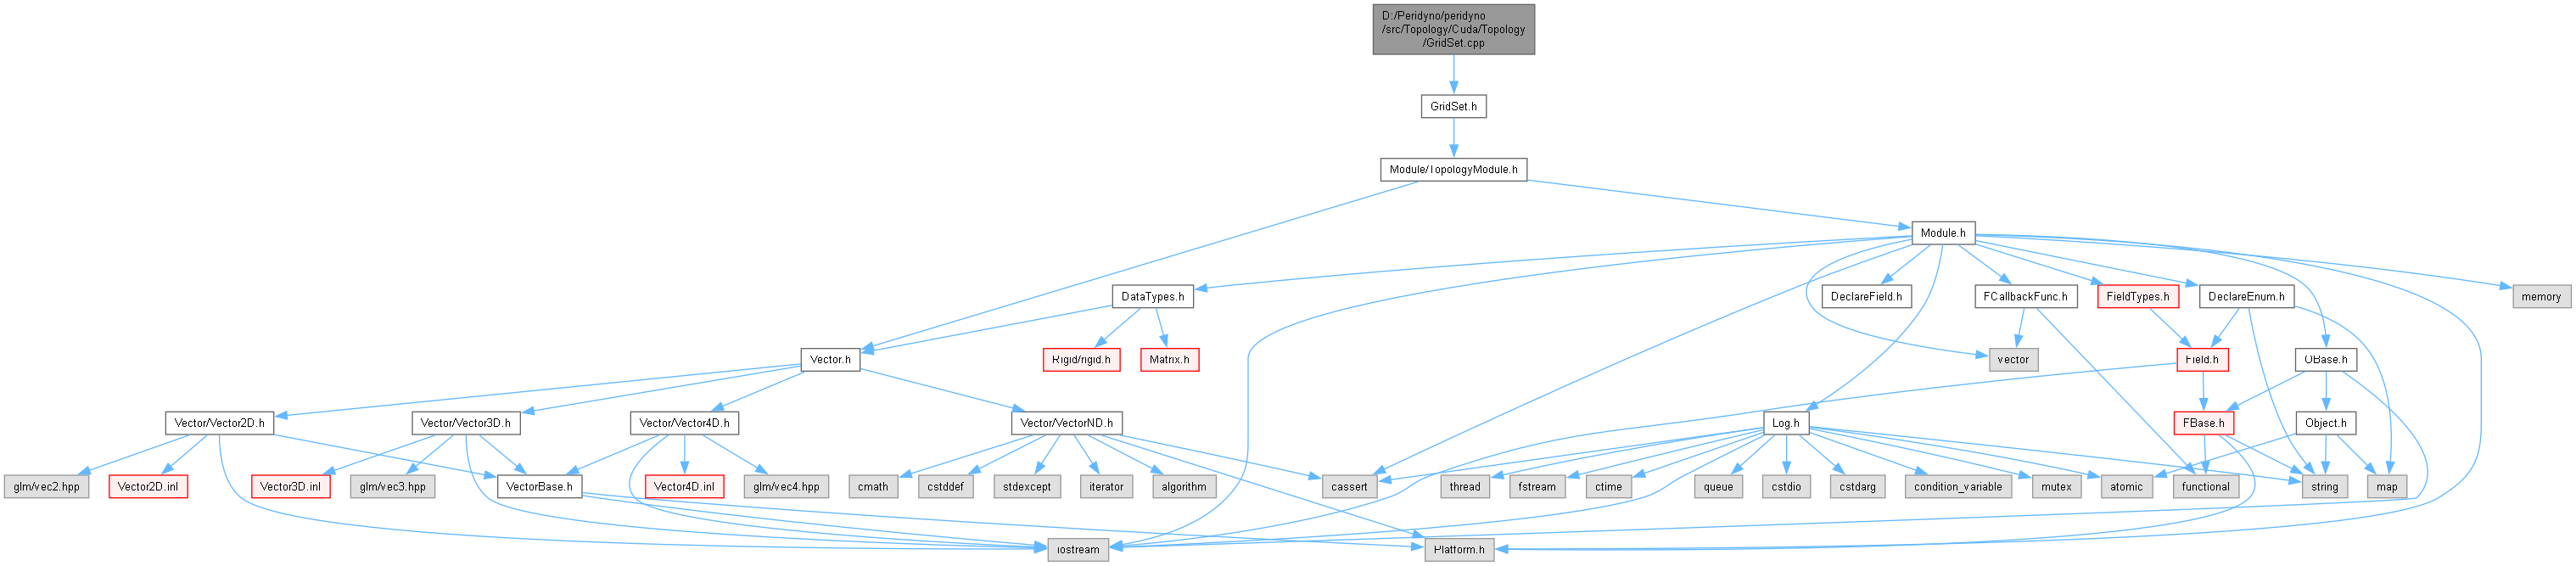 D:/Peridyno/peridyno
/src/Topology/Cuda/Topology
/GridSet.cpp
GridSet.h
Module/TopologyModule.h
Module.h
DataTypes.h
DeclareField.h
FCallbackFunc.h
FieldTypes.h
DeclareEnum.h
memory
Vector.h
Rigid/rigid.h
Matrix.h
vector
Field.h
OBase.h
Vector/Vector2D.h
Vector/Vector3D.h
Vector/Vector4D.h
Vector/VectorND.h
Log.h
FBase.h
Object.h
glm/vec2.hpp
Vector2D.inl
Vector3D.inl
glm/vec3.hpp
VectorBase.h
Vector4D.inl
glm/vec4.hpp
cmath
cstddef
stdexcept
iterator
algorithm
cassert
thread
fstream
ctime
queue
cstdio
cstdarg
condition_variable
mutex
atomic
functional
string
map
iostream
Platform.h